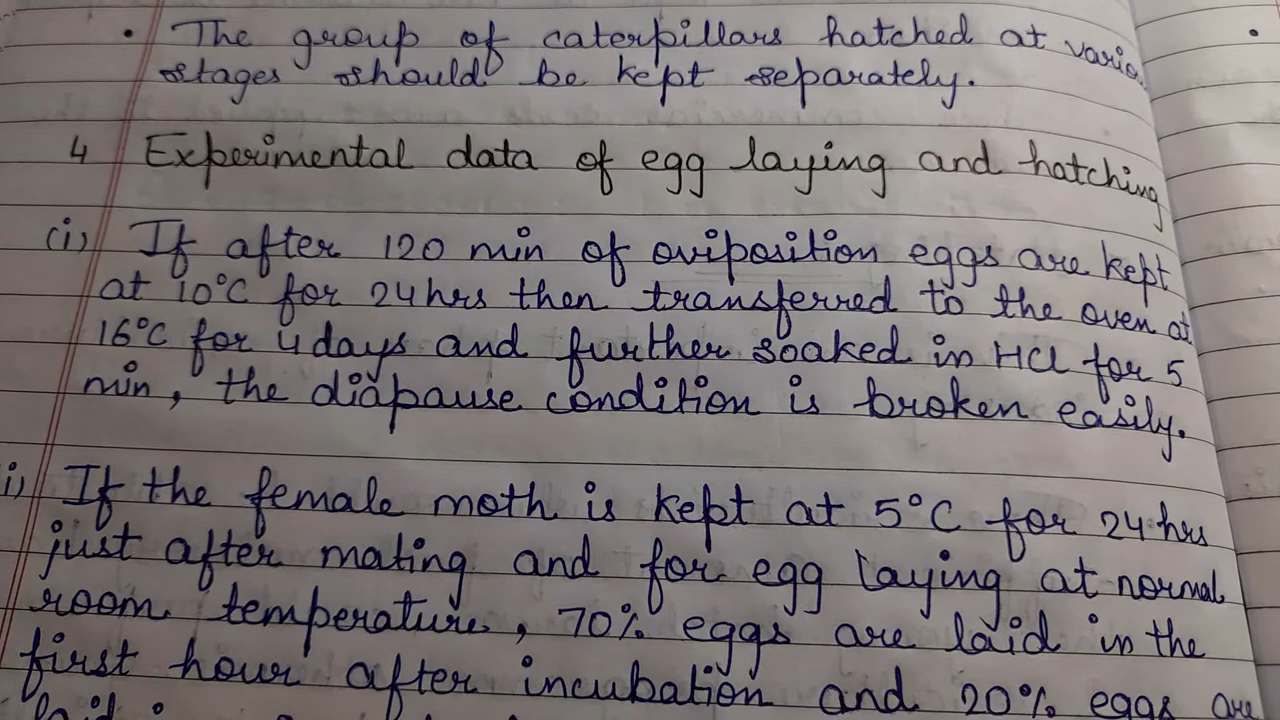 • The group of caterpillars hatched at
stages should be kept separately.
4 Experimental data of egg laying and hatching
(i) If after 120 min of oviposition eggs are kept
at 10°C for 24hrs then transferred to the oven at
16°C for 4days and further soaked in HCl for 5
min, the diapause condition is broken easily.
i) If the female moth is kept at 5°C for 24hrs
just after mating and for egg laying at normal
room temperature, 70% eggs are laid in the
first hour after incubation and 20% eggs are